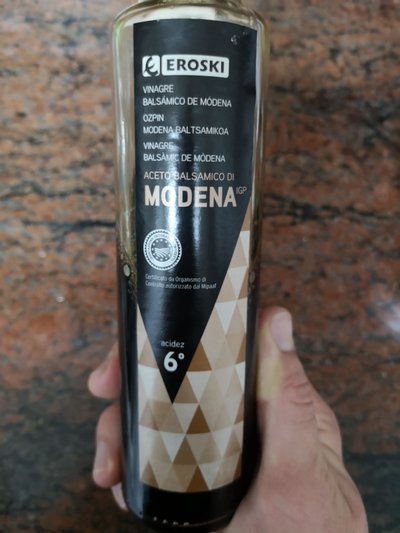 e EROSKI
VINAGRE
BALSÁMICO DE MÓDENA
OZPIN
MODENA BALTSAMIKOA
VINAGRE
BALSÀMIC DE MÒDENA
ACETO BALSAMICO DI
MODENA IGP
Certificato da Organismo di
Controllo autorizzato dal Mipaaf
acidez
6º